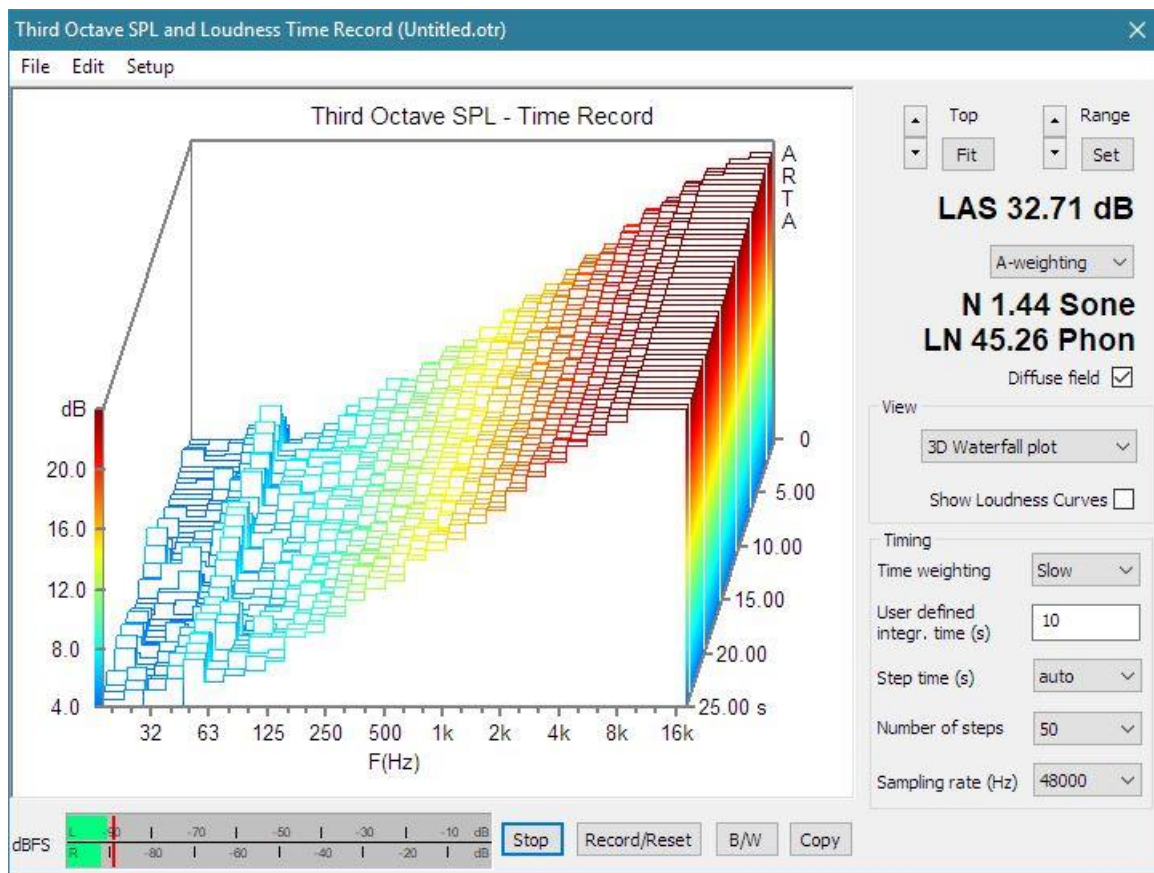 Third Octave SPL and Loudness Time Record (Untitled.otr)
File Edit Setup
Third Octave SPL - Time Record
A
R
T
A
dB
20.0
16.0
12.0
8.0
4.0
32 63 125 250 500 1k 2k 4k 8k 16k
F(Hz)
0
5.00
10.00
15.00
20.00
25.00 s
Top Range
Fit Set
LAS 32.71 dB
A-weighting
N 1.44 Sone
LN 45.26 Phon
Diffuse field
View
3D Waterfall plot
Show Loudness Curves
Timing
Time weighting Slow
User defined
integr. time (s) 10
Step time (s) auto
Number of steps 50
Sampling rate (Hz) 48000
dBFS
L -90 -70 -50 -30 -10 dB
R -80 -60 -40 -20 dB
Stop Record/Reset B/W Copy